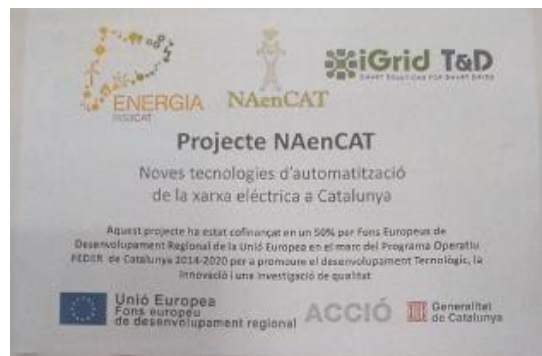 ENERGIA
RIS3CAT
NAenCAT
iGrid T&D
SMART SOLUTIONS FOR SMART GRIDS
Projecte NAenCAT
Noves tecnologies d'automatització
de la xarxa eléctrica a Catalunya
Aquest projecte ha estat cofinançat en un 50% per Fons Europeus de
Desenvolupament Regional de la Unió Europea en el marc del Programa Operatiu
FEDER de Catalunya 2014-2020 per a promoure el desenvolupament Tecnològic, la
innovació i una investigació de qualitat
Unió Europea
Fons europeu
de desenvolupament regional
ACCIÓ
Generalitat
de Catalunya